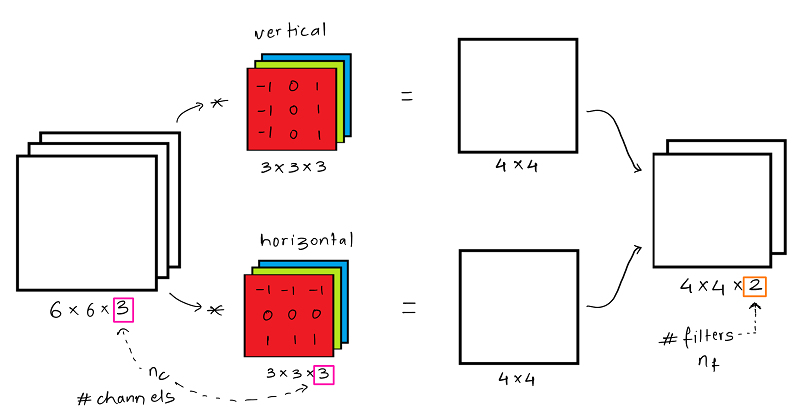 vertical
-1 0 1
-1 0 1
-1 0 1
3 × 3 × 3
*
=
4 × 4
6 × 6 × 3
horizontal
-1 -1 -1
0 0 0
1 1 1
3 × 3 × 3
*
=
4 × 4
4 × 4 × 2
# filters
nf
nc
# channels